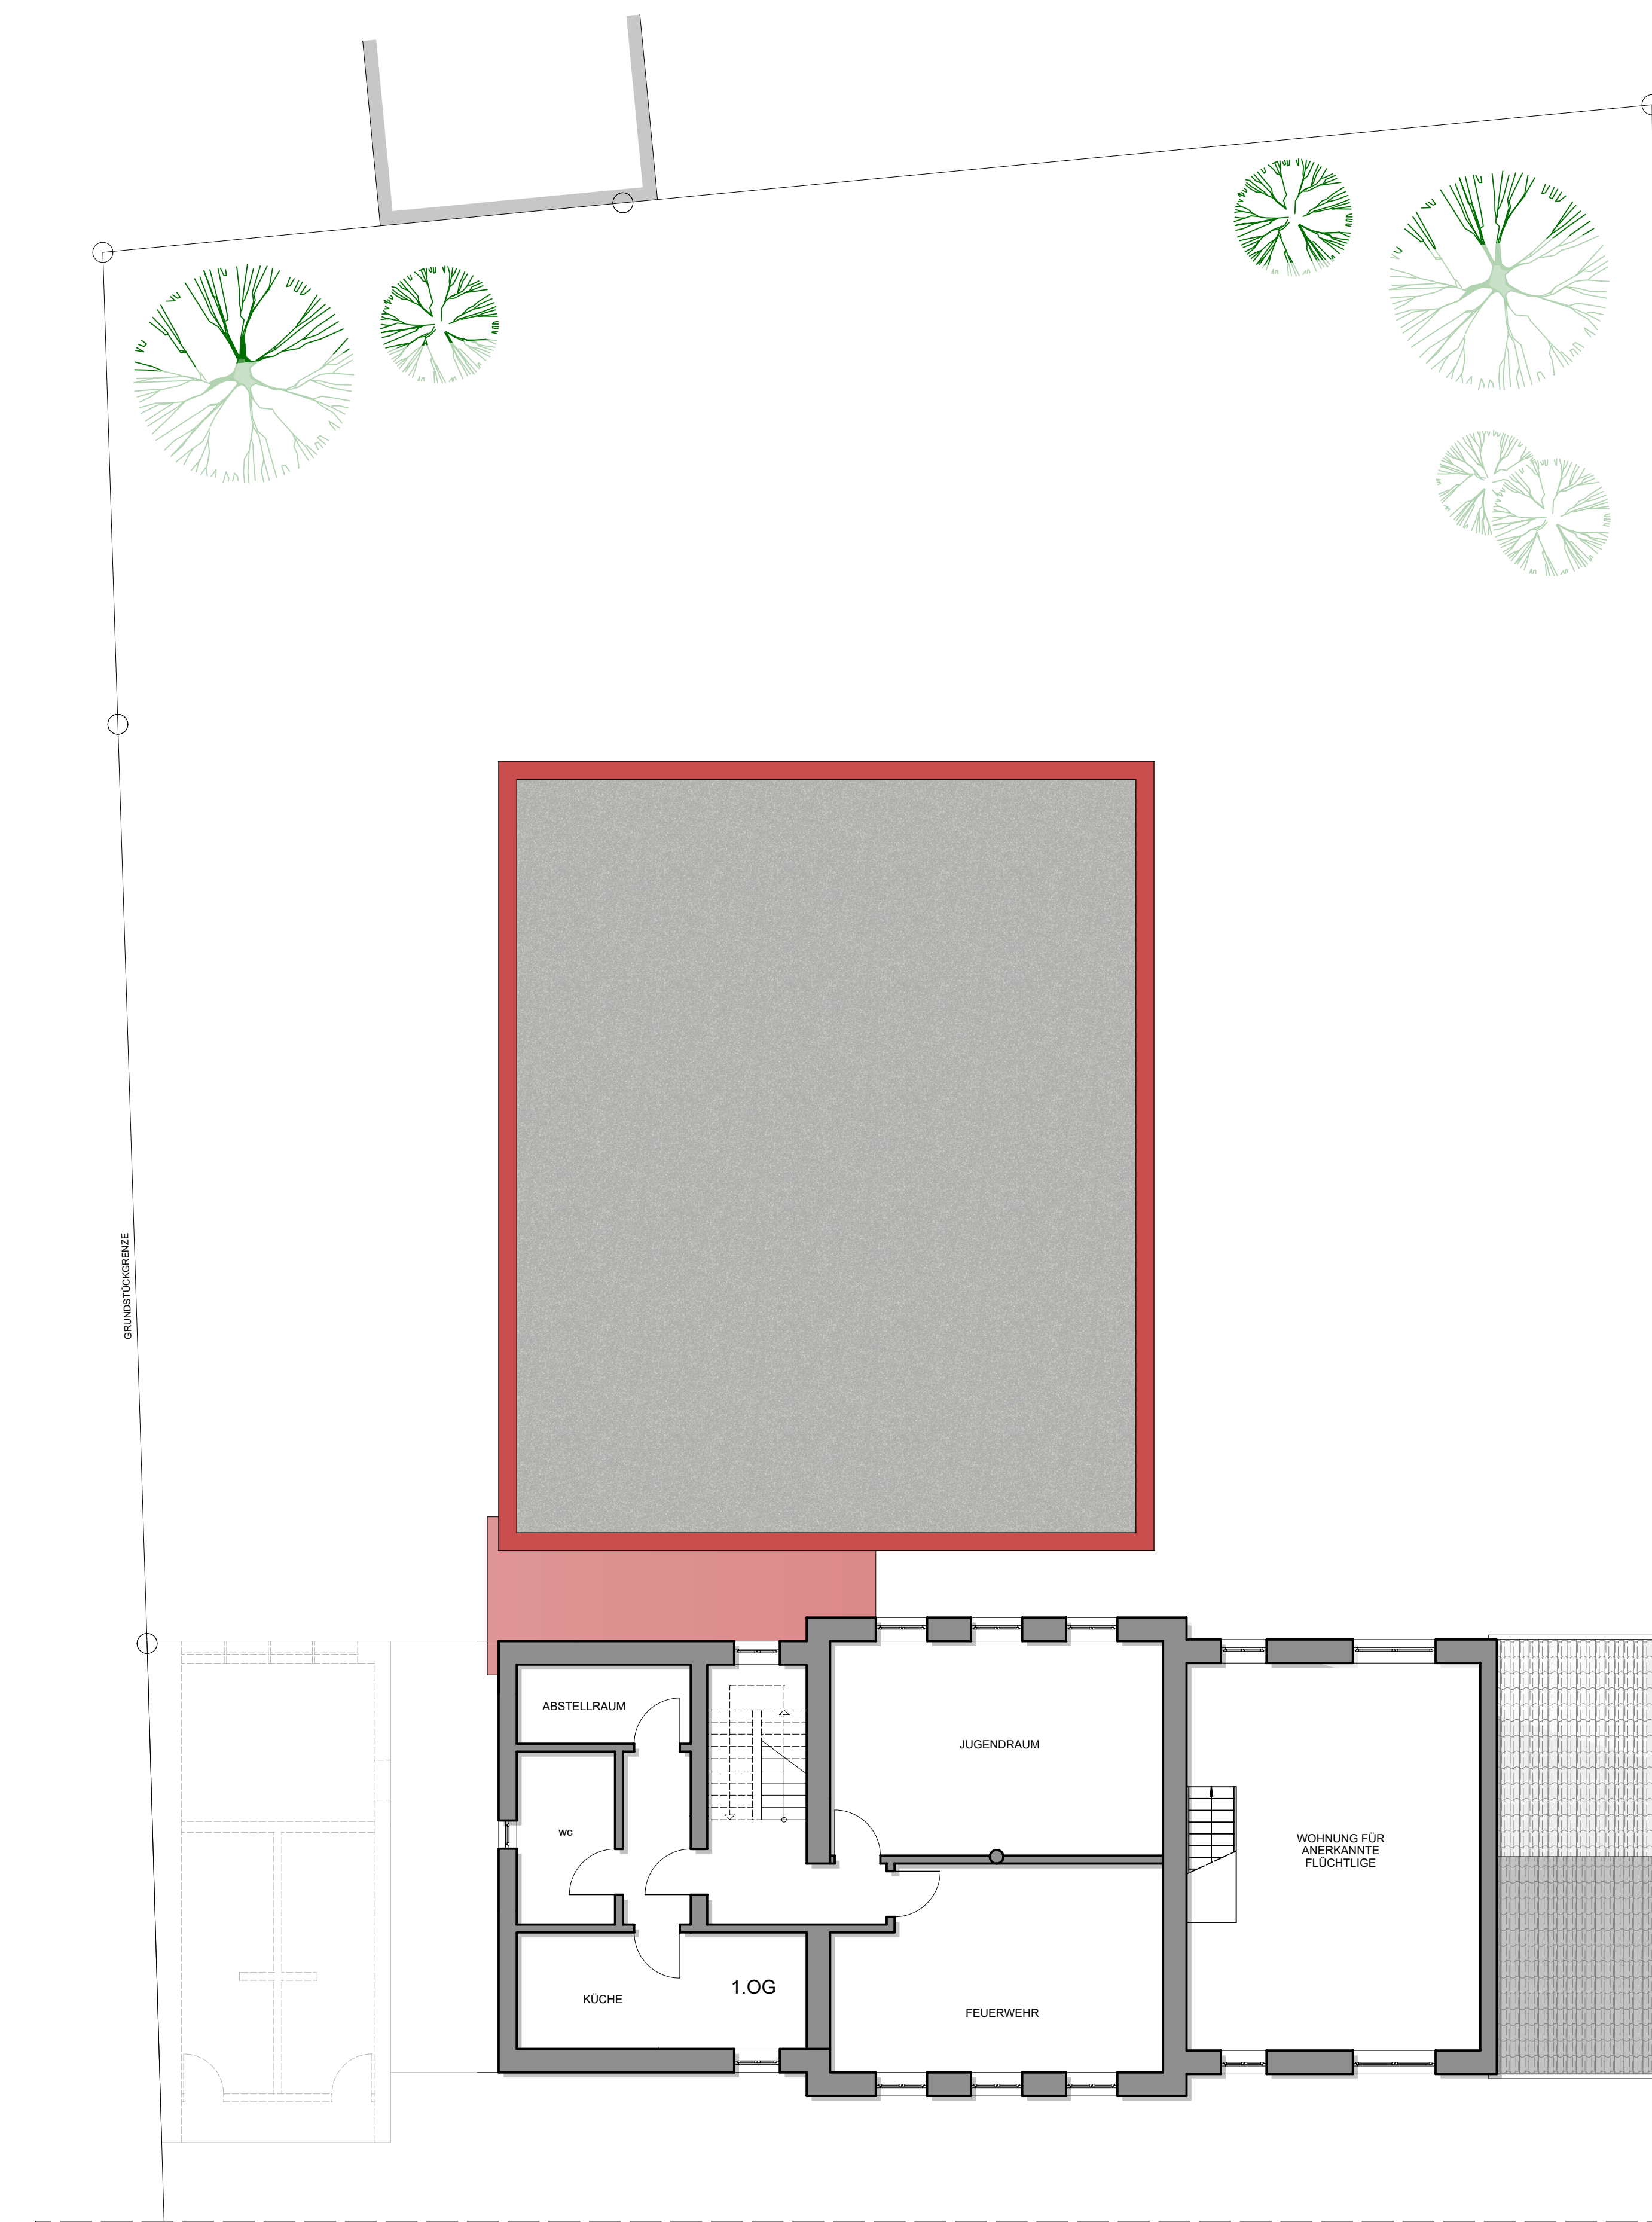 GRUNDSTÜCKGRENZE
ABSTELLRAUM
JUGENDRAUM
WC
WOHNUNG FÜR
ANERKANNTE
FLÜCHTLIGE
1.OG
KÜCHE
FEUERWEHR